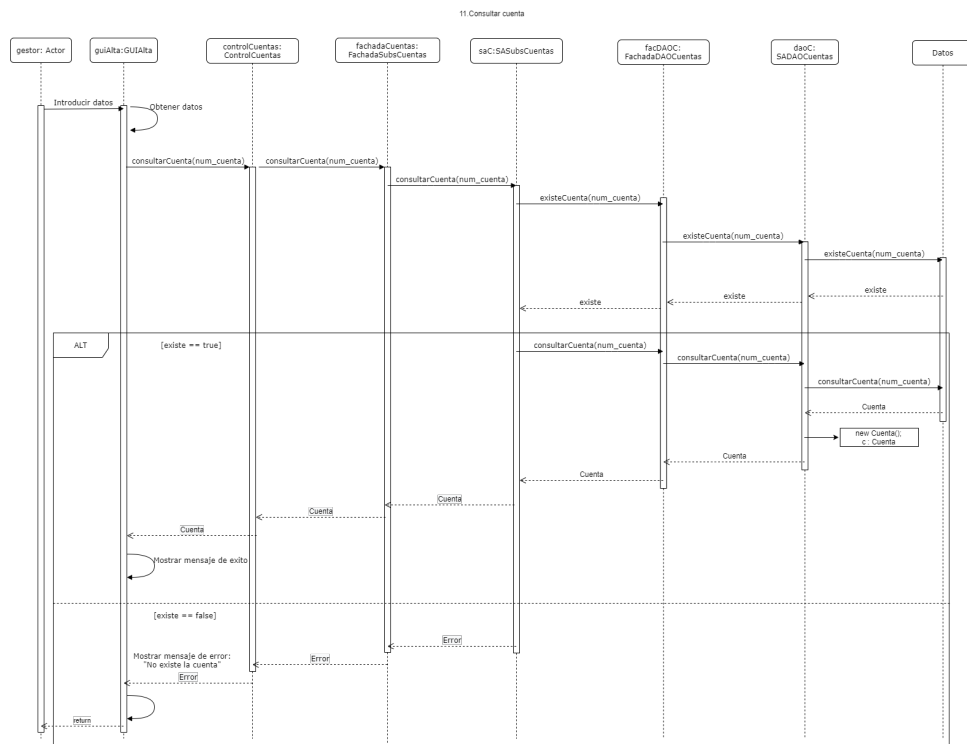 11.Consultar cuenta
gestor: Actor
guiAlta:GUIAlta
controlCuentas:
ControlCuentas
fachadaCuentas:
FachadaSubsCuentas
saC:SASubsCuentas
facDAOC:
FachadaDAOCuentas
daoC:
SADAOCuentas
Datos
Introducir datos
Obtener datos
consultarCuenta(num_cuenta)
consultarCuenta(num_cuenta)
consultarCuenta(num_cuenta)
existeCuenta(num_cuenta)
existeCuenta(num_cuenta)
existeCuenta(num_cuenta)
existe
existe
existe
ALT
[existe == true]
consultarCuenta(num_cuenta)
consultarCuenta(num_cuenta)
consultarCuenta(num_cuenta)
Cuenta
new Cuenta();
c : Cuenta
Cuenta
Cuenta
Cuenta
Cuenta
Cuenta
Mostrar mensaje de exito
[existe == false]
Error
Error
Mostrar mensaje de error:
"No existe la cuenta"
Error
return